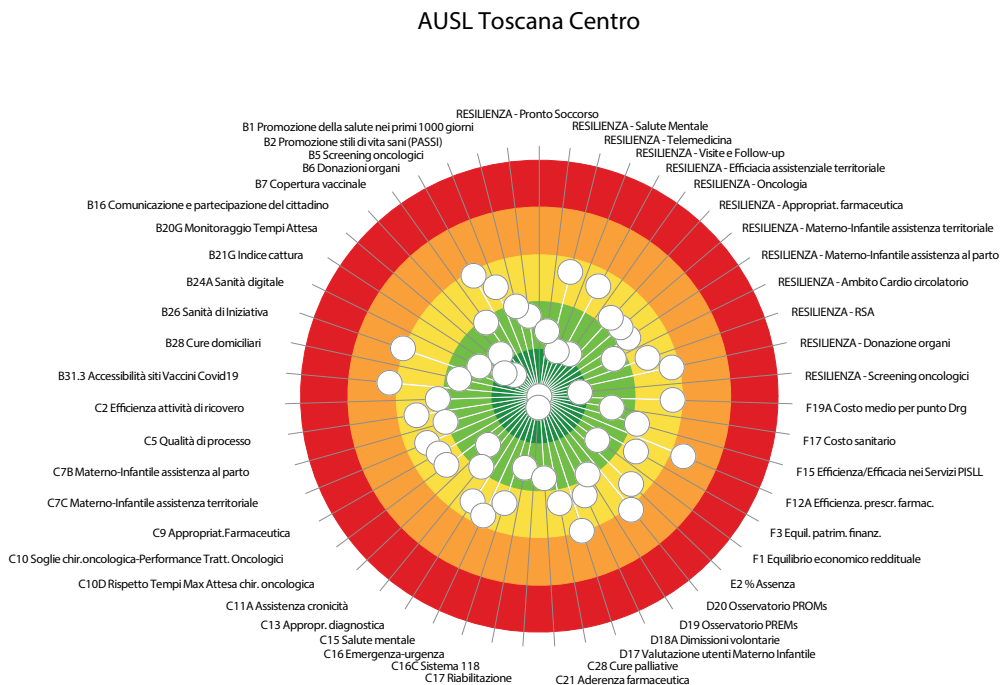 AUSL Toscana Centro
RESILIENZA - Pronto Soccorso
RESILIENZA - Salute Mentale
RESILIENZA - Telemedicina
RESILIENZA - Visite e Follow-up
RESILIENZA - Efficiacia assistenziale territoriale
RESILIENZA - Oncologia
RESILIENZA - Appropriat. farmaceutica
RESILIENZA - Materno-Infantile assistenza territoriale
RESILIENZA - Materno-Infantile assistenza al parto
RESILIENZA - Ambito Cardio circolatorio
RESILIENZA - RSA
RESILIENZA - Donazione organi
RESILIENZA - Screening oncologici
F19A Costo medio per punto Drg
F17 Costo sanitario
F15 Efficienza/Efficacia nei Servizi PISLL
F12A Efficienza. prescr. farmac.
F3 Equil. patrim. finanz.
F1 Equilibrio economico reddituale
E2 % Assenza
D20 Osservatorio PROMs
D19 Osservatorio PREMs
D18A Dimissioni volontarie
D17 Valutazione utenti Materno Infantile
C28 Cure palliative
C21 Aderenza farmaceutica
C17 Riabilitazione
C16C Sistema 118
C16 Emergenza-urgenza
C15 Salute mentale
C13 Appropr. diagnostica
C11A Assistenza cronicità
C10D Rispetto Tempi Max Attesa chir. oncologica
C10 Soglie chir.oncologica-Performance Tratt. Oncologici
C9 Appropriat.Farmaceutica
C7C Materno-Infantile assistenza territoriale
C7B Materno-Infantile assistenza al parto
C5 Qualità di processo
C2 Efficienza attività di ricovero
B31.3 Accessibilità siti Vaccini Covid19
B28 Cure domiciliari
B26 Sanità di Iniziativa
B24A Sanità digitale
B21G Indice cattura
B20G Monitoraggio Tempi Attesa
B16 Comunicazione e partecipazione del cittadino
B7 Copertura vaccinale
B6 Donazioni organi
B5 Screening oncologici
B2 Promozione stili di vita sani (PASSI)
B1 Promozione della salute nei primi 1000 giorni